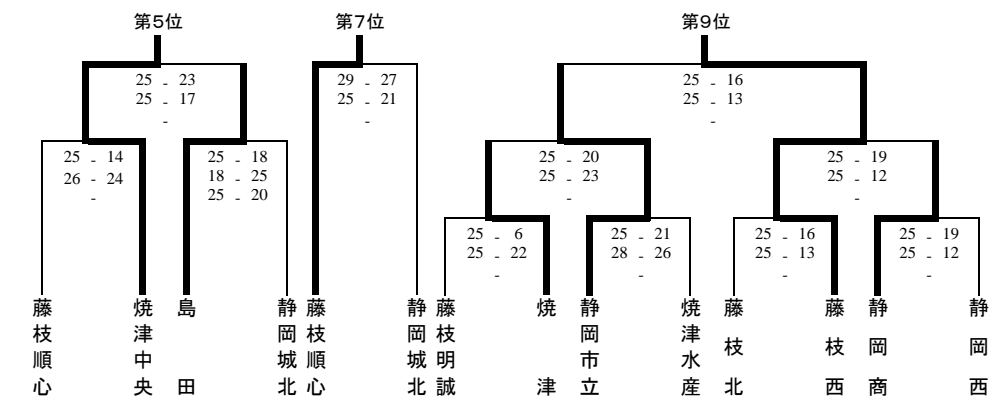 第5位 第7位 第9位
25 - 23 29 - 27 25 - 16
25 - 17 25 - 21 25 - 13
- - -
25 - 14 25 - 18 25 - 20 25 - 19
26 - 24 18 - 25 25 - 23 25 - 12
- 25 - 20 - -
25 - 6 25 - 21 25 - 16 25 - 19
25 - 22 28 - 26 25 - 13 25 - 12
- - - -
藤枝順心
焼津中央
島田
静岡城北
藤枝順心
静岡城北
藤枝明誠
焼津
静岡市立
焼津水産
藤枝北
藤枝西
静岡商
静岡西